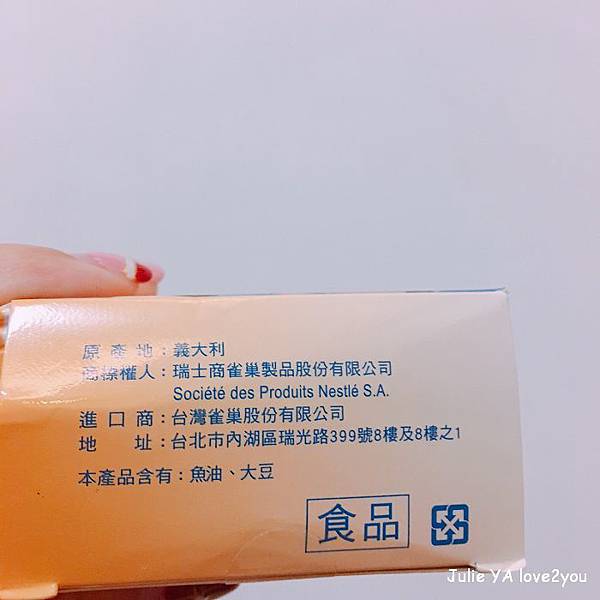 原產地：義大利
商標權人：瑞士商雀巢製品股份有限公司
Société des Produits Nestlé S.A.
進口商：台灣雀巢股份有限公司
地址：台北市內湖區瑞光路399號8樓及8樓之1
本產品含有：魚油、大豆
食品
Julie YA love2you